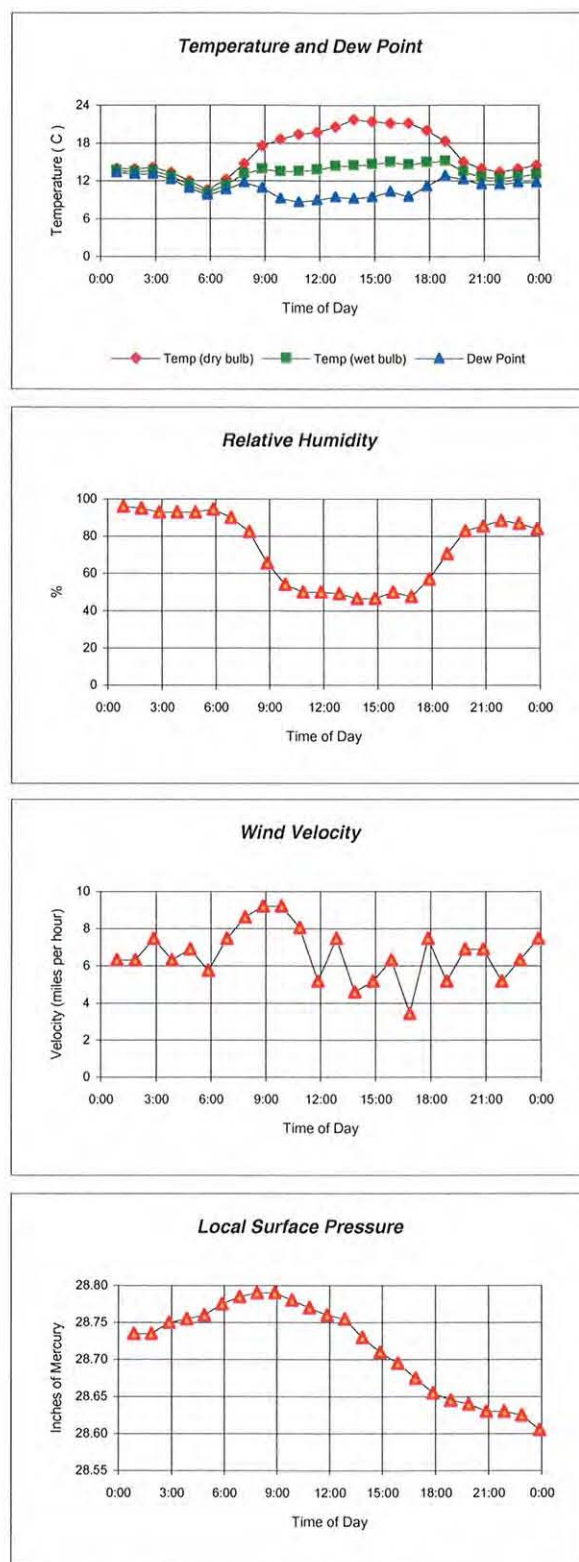 Temperature and Dew Point
Temperature ( C )
24
18
12
6
0
0:00 3:00 6:00 9:00 12:00 15:00 18:00 21:00 0:00
Time of Day
Temp (dry bulb) Temp (wet bulb) Dew Point
Relative Humidity
%
100
80
60
40
20
0
0:00 3:00 6:00 9:00 12:00 15:00 18:00 21:00 0:00
Time of Day
Wind Velocity
Velocity (miles per hour)
10
8
6
4
2
0
0:00 3:00 6:00 9:00 12:00 15:00 18:00 21:00 0:00
Time of Day
Local Surface Pressure
Inches of Mercury
28.80
28.75
28.70
28.65
28.60
28.55
0:00 3:00 6:00 9:00 12:00 15:00 18:00 21:00 0:00
Time of Day